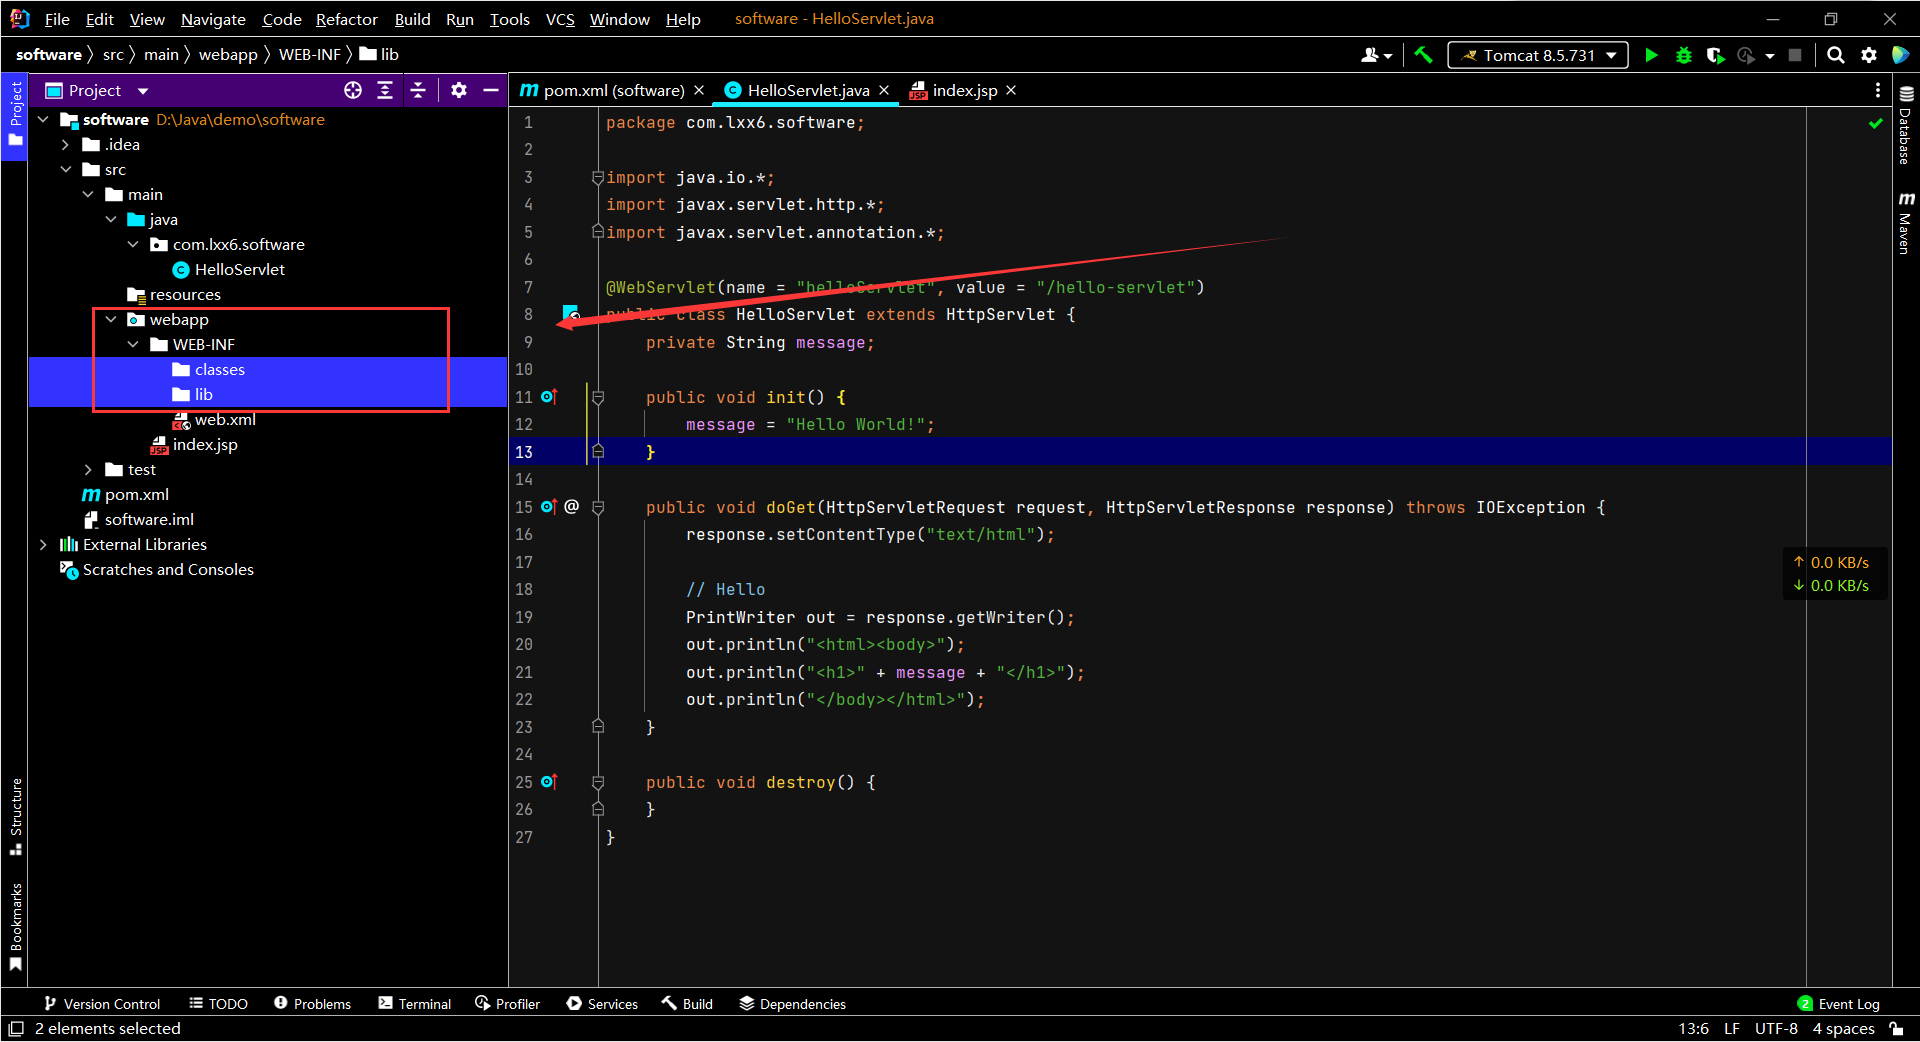 File Edit View Navigate Code Refactor Build Run Tools VCS Window Help software - HelloServlet.java
software src main webapp WEB-INF lib Tomcat 8.5.731
Project
pom.xml (software) HelloServlet.java index.jsp
Project
software D:\Java\demo\software
.idea
src
main
java
com.lxx6.software
HelloServlet
resources
webapp
WEB-INF
classes
lib
web.xml
index.jsp
test
pom.xml
software.iml
External Libraries
Scratches and Consoles
1 package com.lxx6.software;
2
3 import java.io.*;
4 import javax.servlet.http.*;
5 import javax.servlet.annotation.*;
6
7 @WebServlet(name = "helloServlet", value = "/hello-servlet")
8 public class HelloServlet extends HttpServlet {
9 private String message;
10
11 public void init() {
12 message = "Hello World!";
13 }
14
15 @ public void doGet(HttpServletRequest request, HttpServletResponse response) throws IOException {
16 response.setContentType("text/html");
17
18 // Hello
19 PrintWriter out = response.getWriter();
20 out.println("<html><body>");
21 out.println("<h1>" + message + "</h1>");
22 out.println("</body></html>");
23 }
24
25 public void destroy() {
26 }
27 }
↑ 0.0 KB/s
↓ 0.0 KB/s
Database
Maven
Structure
Bookmarks
Version Control TODO Problems Terminal Profiler Services Build Dependencies 2 Event Log
2 elements selected 13:6 LF UTF-8 4 spaces